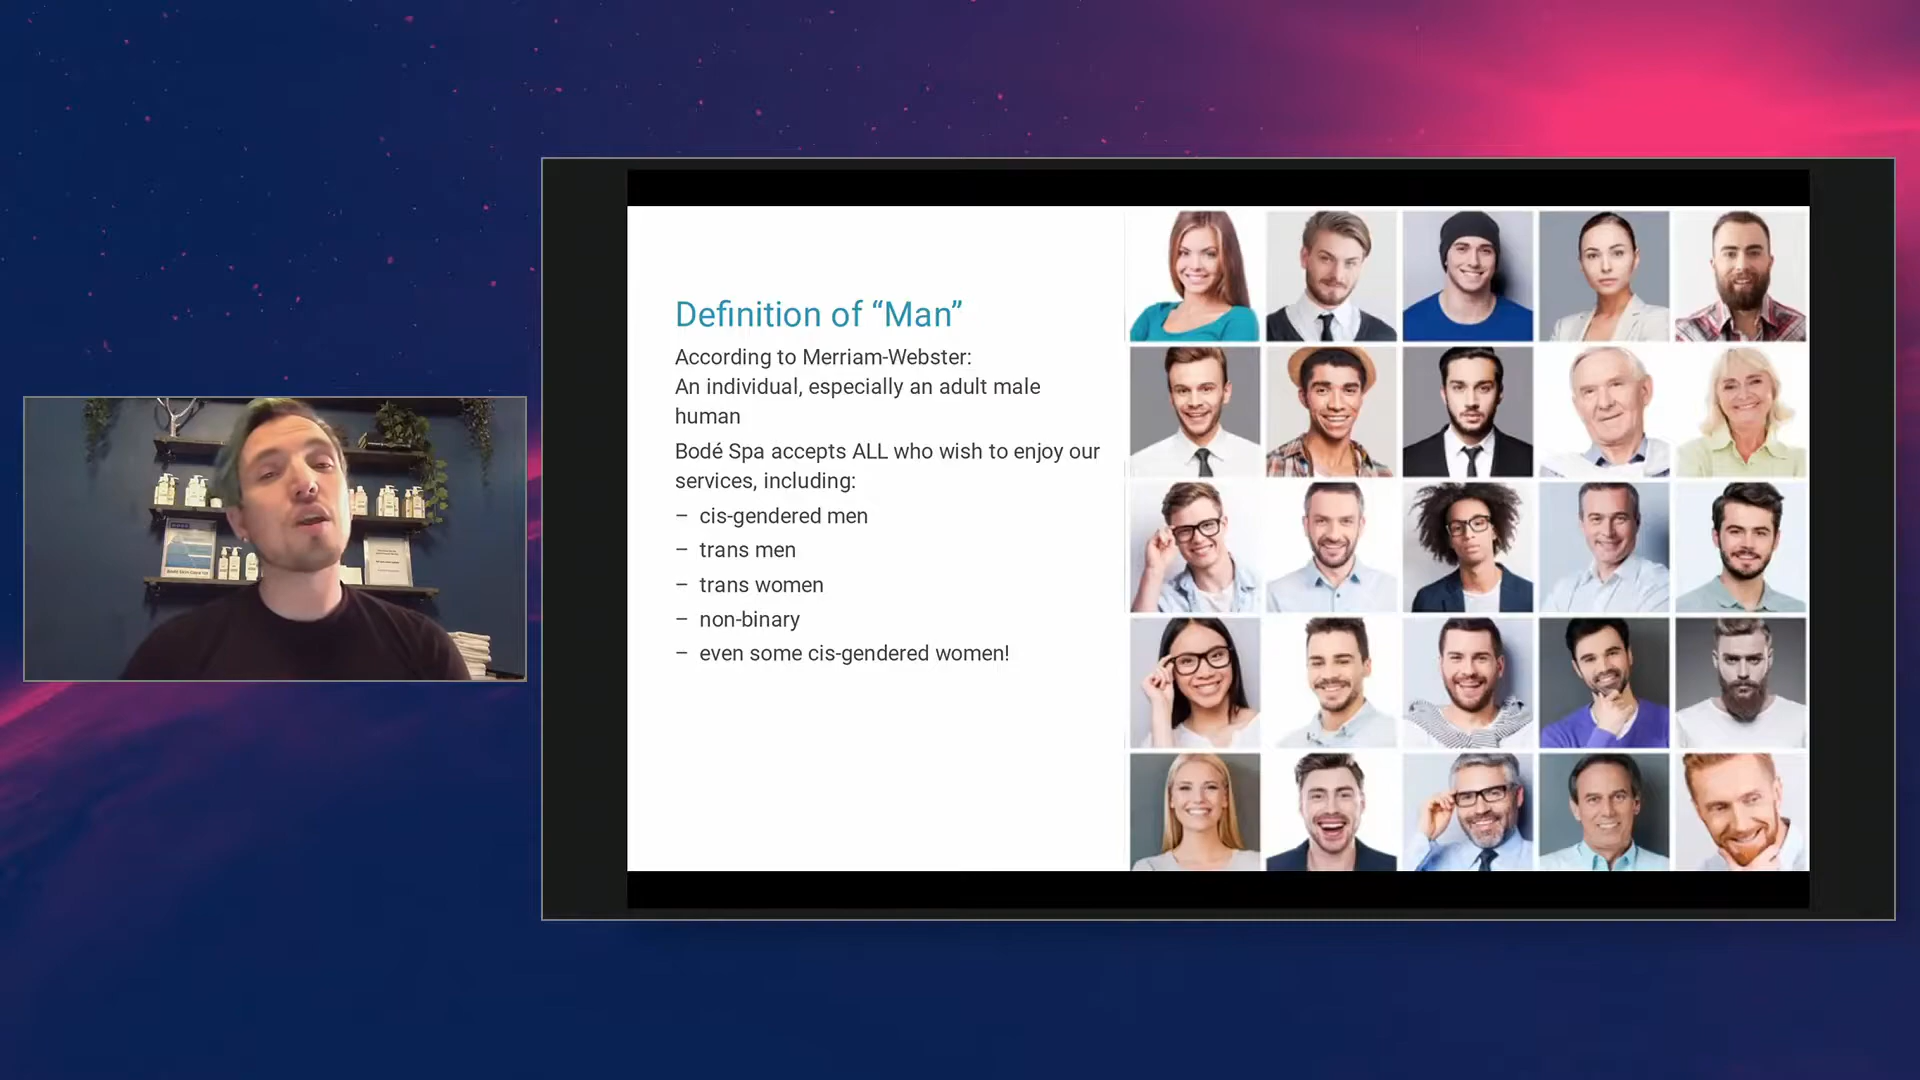 Definition of “Man”
According to Merriam-Webster:
An individual, especially an adult male
human
Bodé Spa accepts ALL who wish to enjoy our
services, including:
– cis-gendered men
– trans men
– trans women
– non-binary
– even some cis-gendered women!